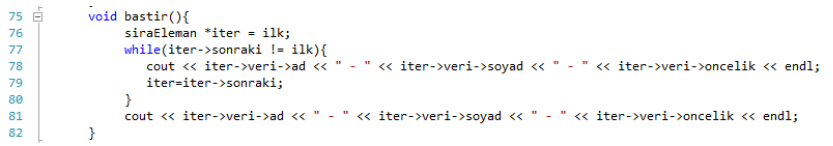 75 void bastir(){
76 siraEleman *iter = ilk;
77 while(iter->sonraki != ilk){
78 cout << iter->veri->ad << " - " << iter->veri->soyad << " - " << iter->veri->oncelik << endl;
79 iter=iter->sonraki;
80 }
81 cout << iter->veri->ad << " - " << iter->veri->soyad << " - " << iter->veri->oncelik << endl;
82 }